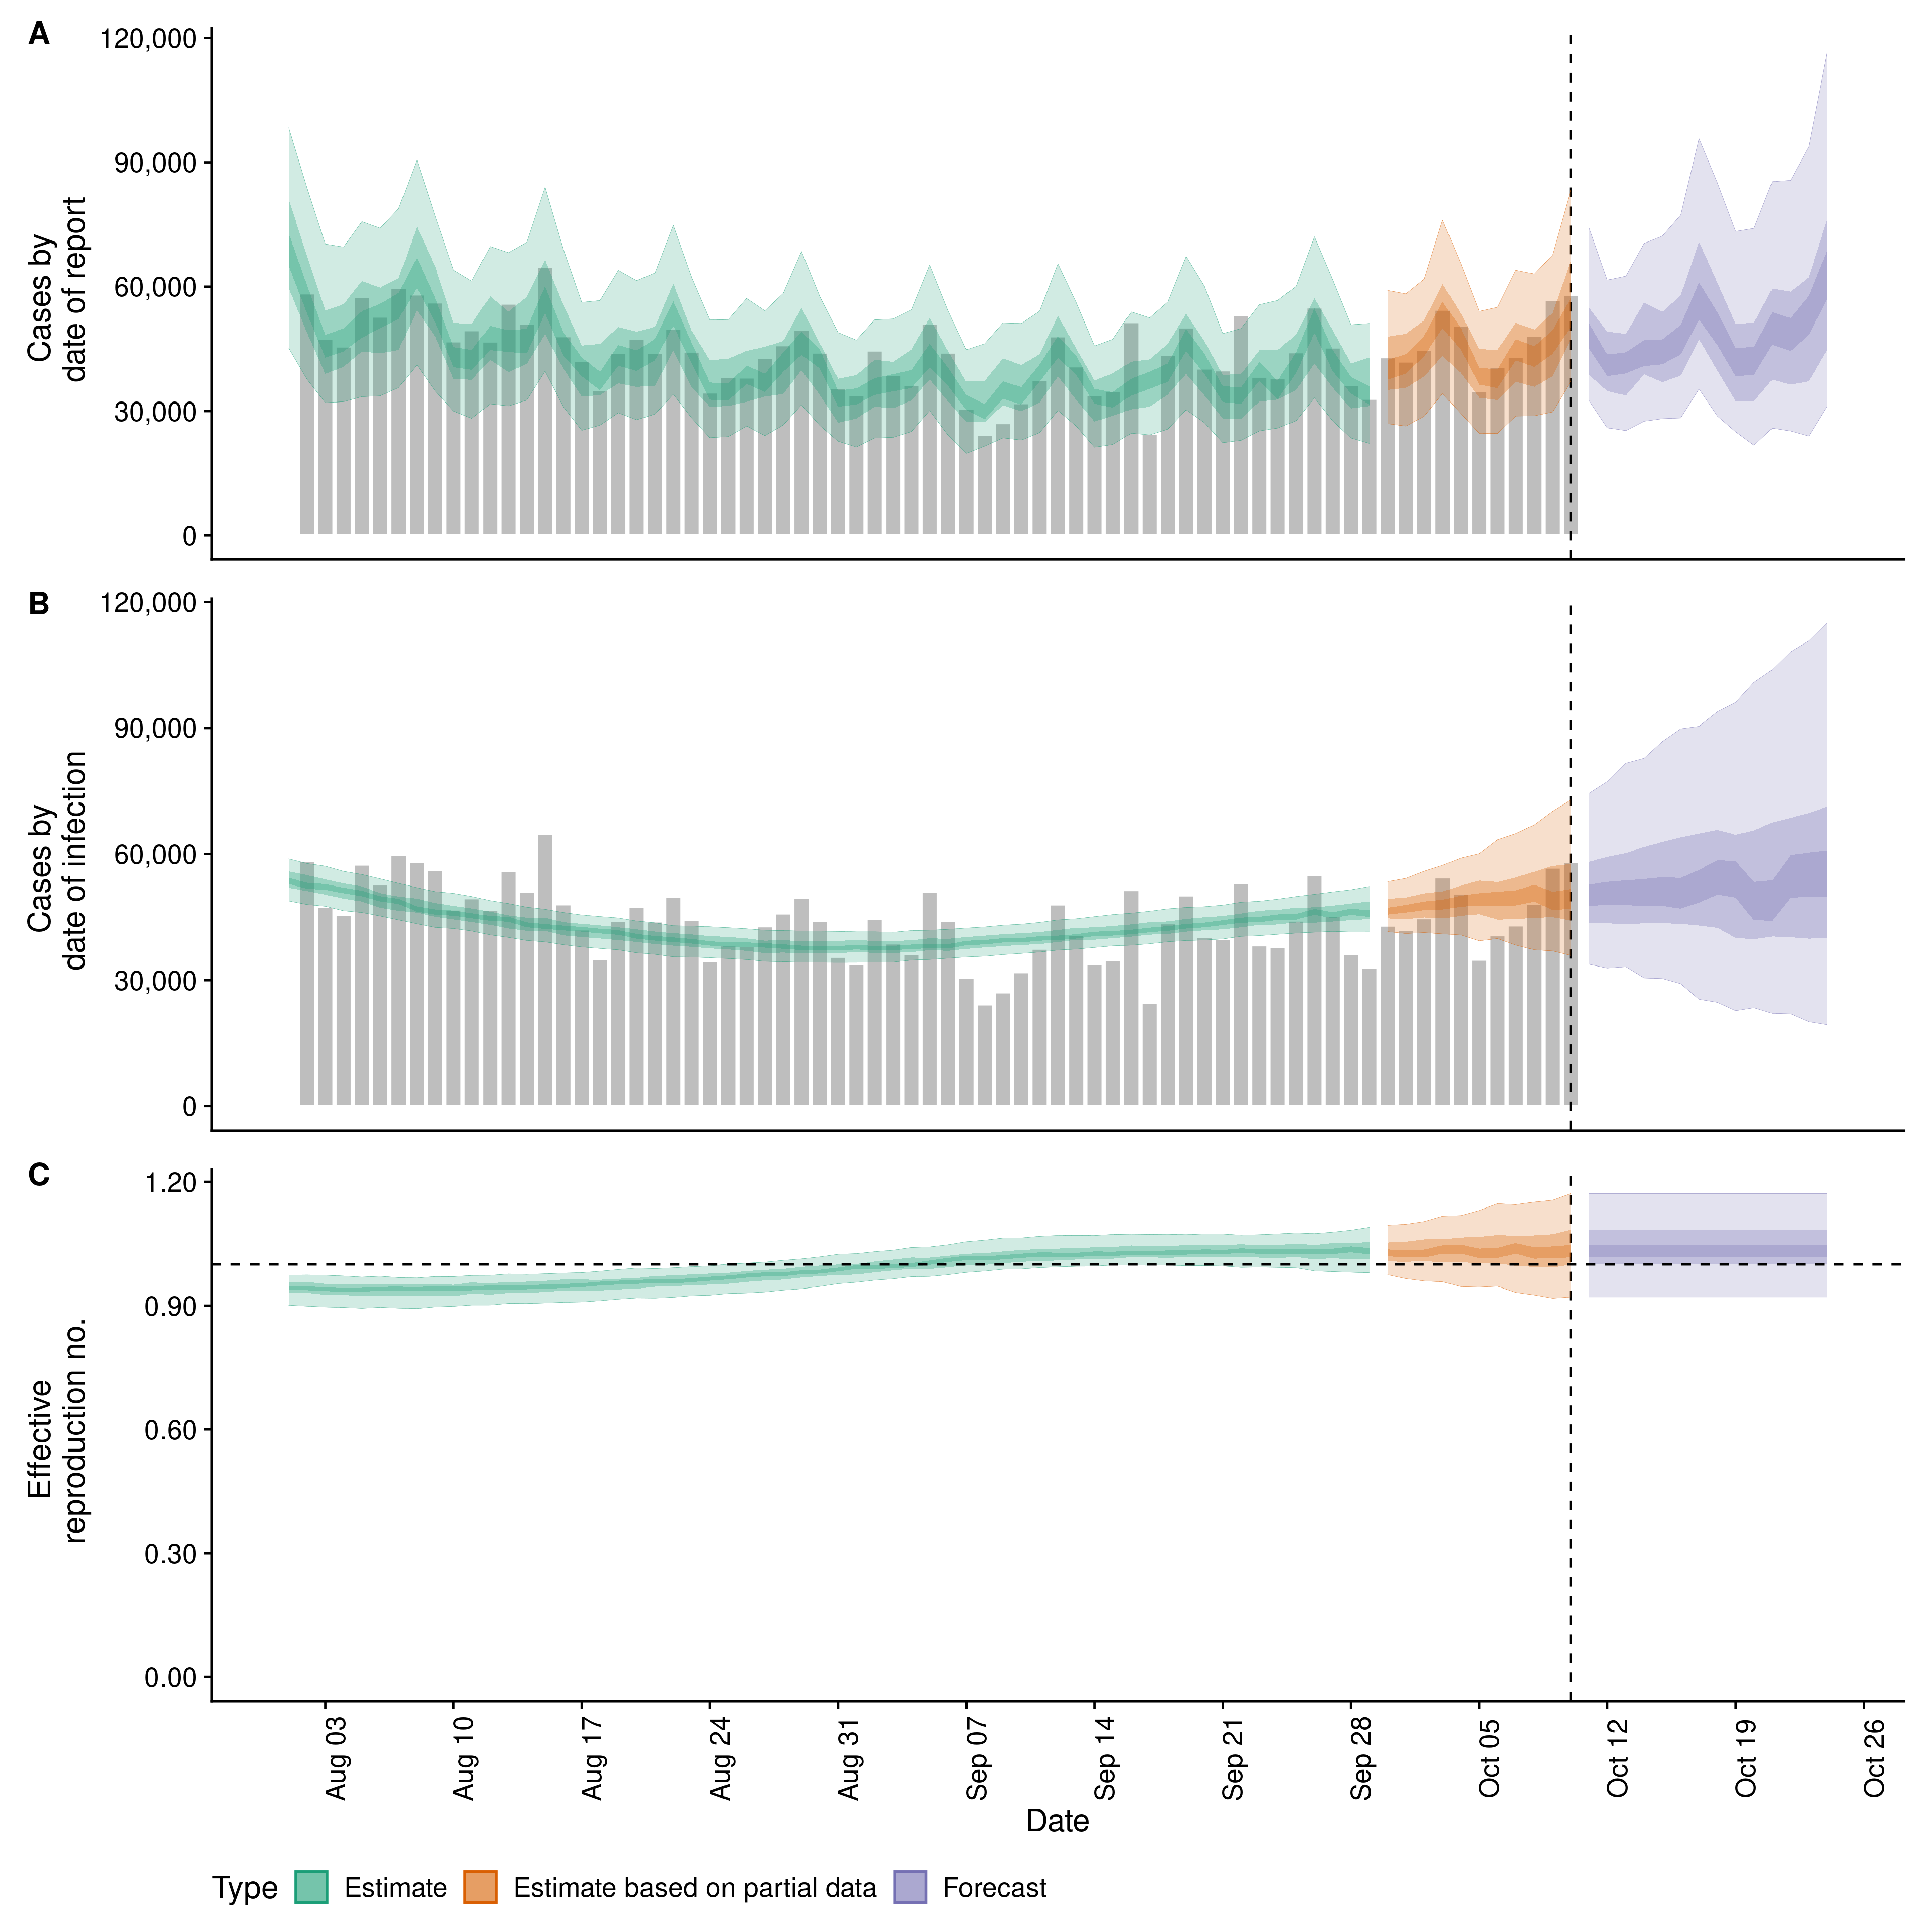 A
120,000
90,000
60,000
30,000
0
Cases by
date of report
B
120,000
90,000
60,000
30,000
0
Cases by
date of infection
C
1.20
0.90
0.60
0.30
0.00
Effective
reproduction no.
Aug 03
Aug 10
Aug 17
Aug 24
Aug 31
Sep 07
Sep 14
Sep 21
Sep 28
Oct 05
Oct 12
Oct 19
Oct 26
Date
Type Estimate Estimate based on partial data Forecast